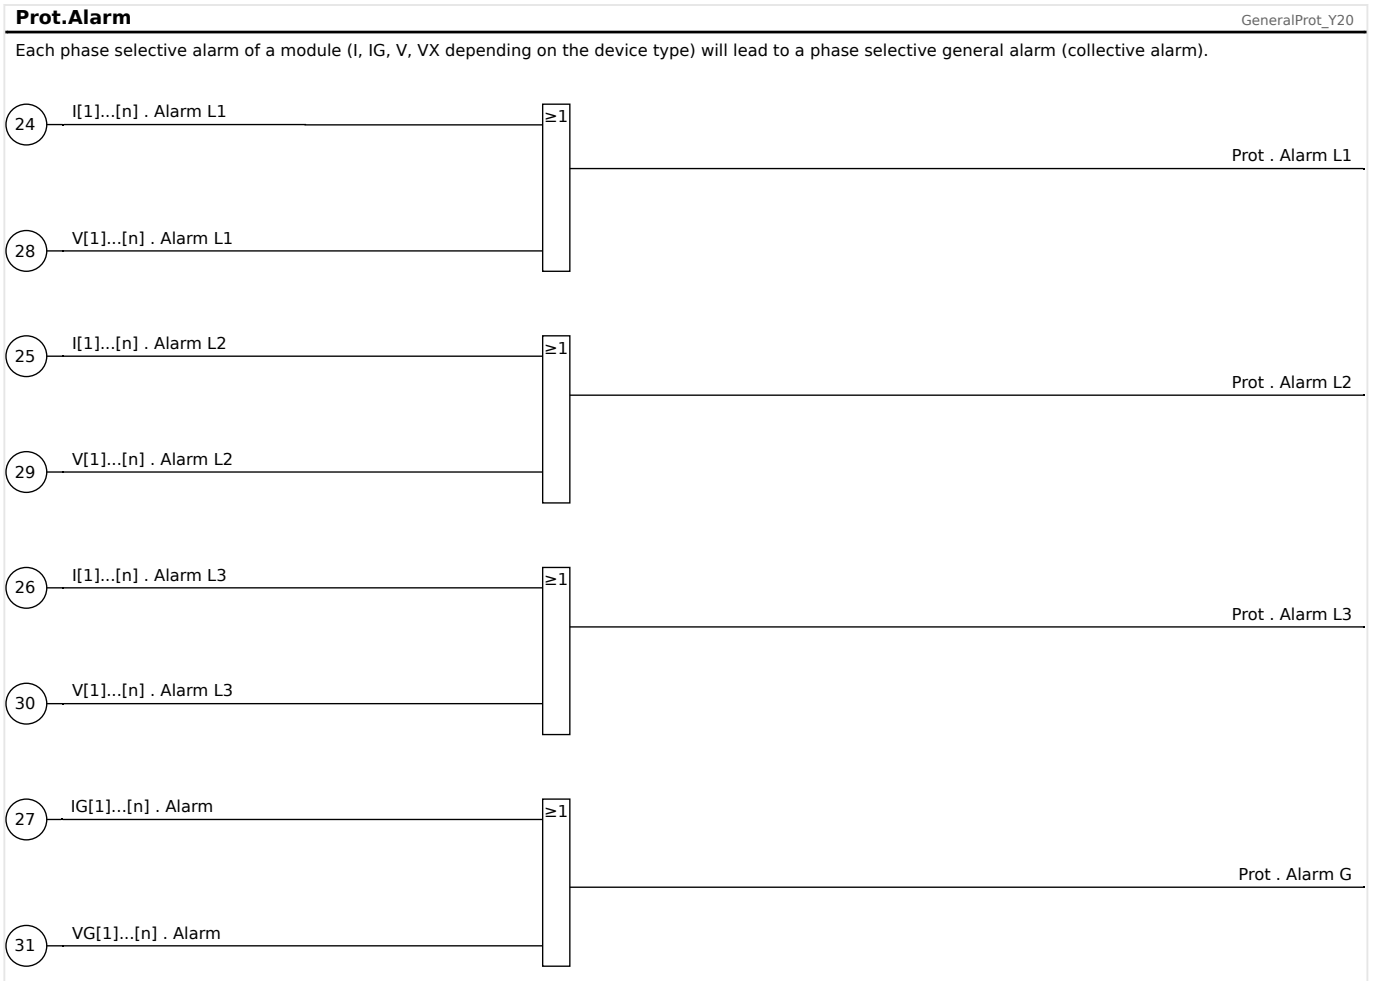 Prot.Alarm
GeneralProt_Y20
Each phase selective alarm of a module (I, IG, V, VX depending on the device type) will lead to a phase selective general alarm (collective alarm).
24
I[1]...[n] . Alarm L1
≥1
Prot . Alarm L1
28
V[1]...[n] . Alarm L1
25
I[1]...[n] . Alarm L2
≥1
Prot . Alarm L2
29
V[1]...[n] . Alarm L2
26
I[1]...[n] . Alarm L3
≥1
Prot . Alarm L3
30
V[1]...[n] . Alarm L3
27
IG[1]...[n] . Alarm
≥1
Prot . Alarm G
31
VG[1]...[n] . Alarm